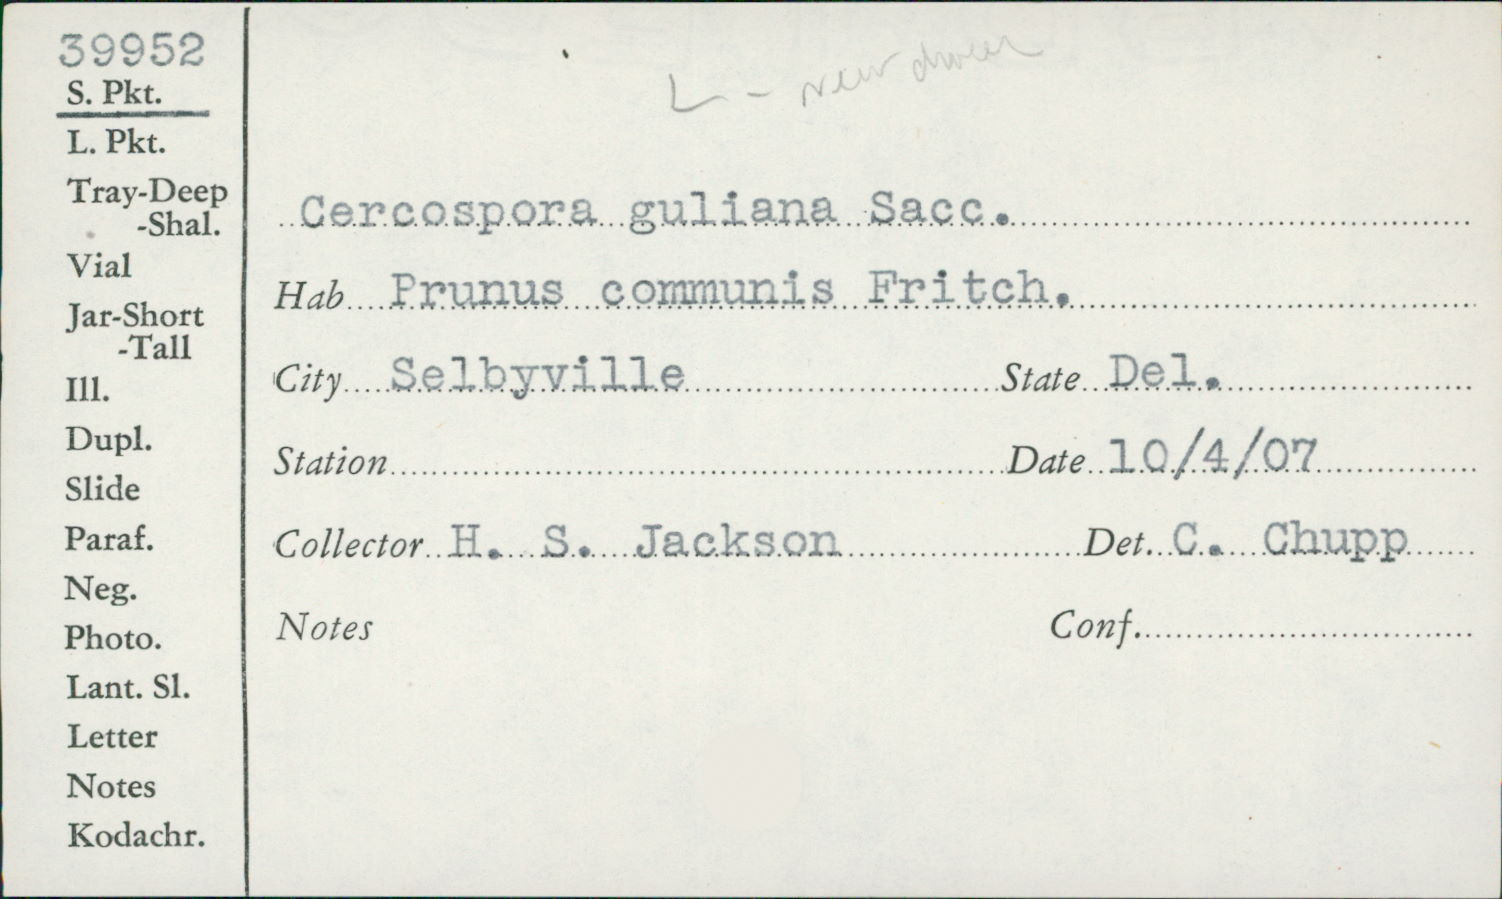 39952
S. Pkt.
L. Pkt.
Tray-Deep
-Shal.
Vial
Jar-Short
-Tall
Ill.
Dupl.
Slide
Paraf.
Neg.
Photo.
Lant. Sl.
Letter
Notes
Kodachr.
L - new
Cercospora guliana Sacc.
Hab Prunus communis Fritch.
City Selbyville State Del.
Station Date 10/4/07
Collector H. S. Jackson Det. C. Chupp
Notes Conf.